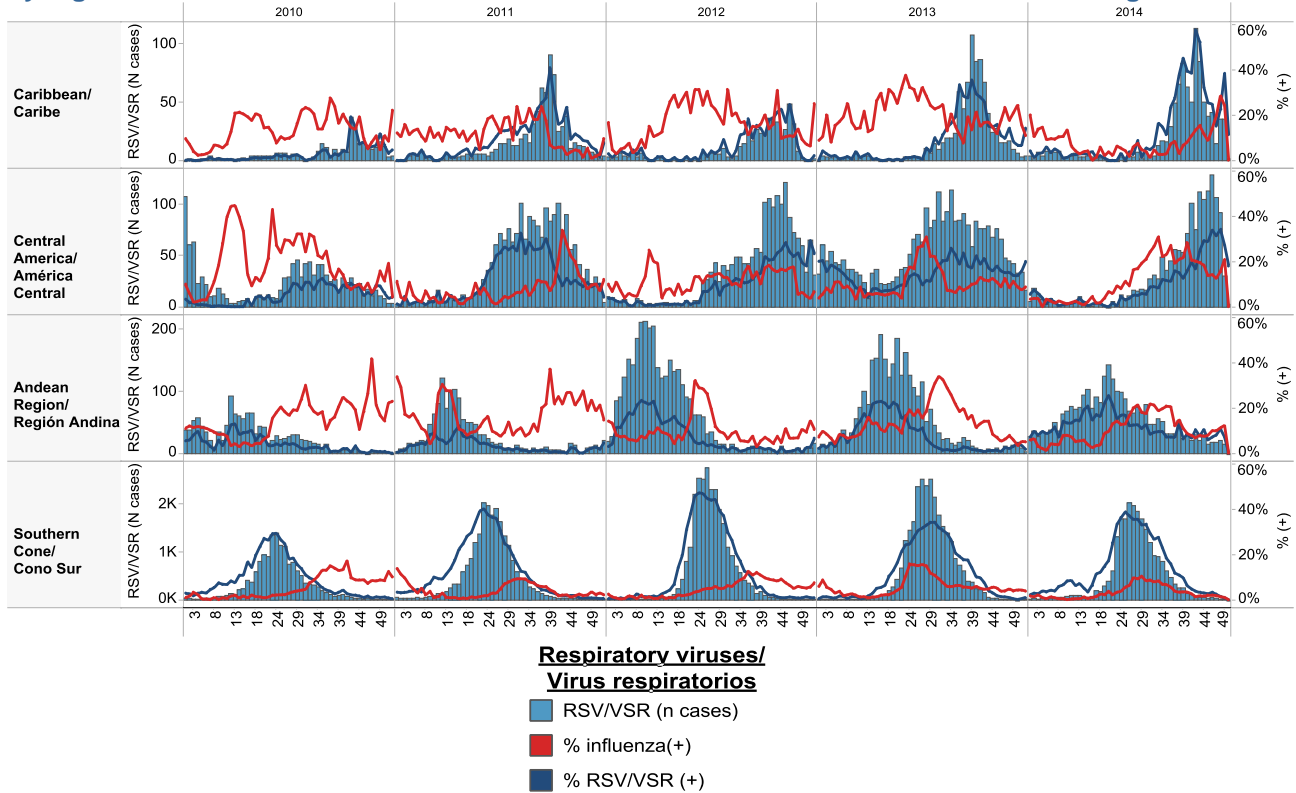 2010 2011 2012 2013 2014
Caribbean/
Caribe
RSV/VSR (N cases)
100
50
0
60%
40%
20%
0%
% (+)
Central
America/
América
Central
RSV/VSR (N cases)
100
50
0
60%
40%
20%
0%
% (+)
Andean
Region/
Región Andina
RSV/VSR (N cases)
200
100
0
60%
40%
20%
0%
% (+)
Southern
Cone/
Cono Sur
RSV/VSR (N cases)
2K
1K
0K
60%
40%
20%
0%
% (+)
3 8 13 18 24 29 34 39 44 49 3 8 13 18 24 29 34 39 44 49 3 8 13 18 24 29 34 39 44 49 3 8 13 18 24 29 34 39 44 49 3 8 13 18 24 29 34 39 44 49
Respiratory viruses/
Virus respiratorios
RSV/VSR (n cases)
% influenza(+)
% RSV/VSR (+)